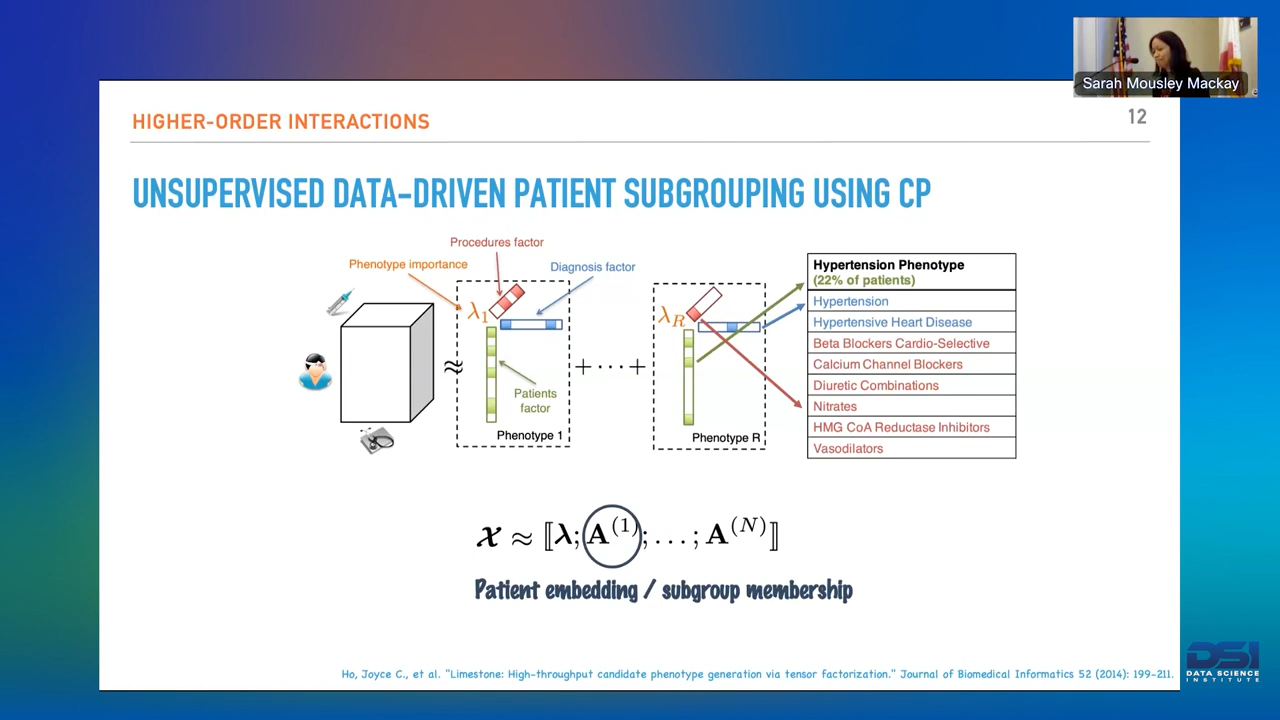 Sarah Mousley Mackay
HIGHER-ORDER INTERACTIONS
12
UNSUPERVISED DATA-DRIVEN PATIENT SUBGROUPING USING CP
Procedures factor
Phenotype importance
Diagnosis factor
λ₁
≈
Patients
factor
Phenotype 1
+ · · · +
λ_R
Phenotype R
Hypertension Phenotype
(22% of patients)
Hypertension
Hypertensive Heart Disease
Beta Blockers Cardio-Selective
Calcium Channel Blockers
Diuretic Combinations
Nitrates
HMG CoA Reductase Inhibitors
Vasodilators
𝓧 ≈ ⟦λ; A⁽¹⁾; . . . ; A⁽ᴺ⁾⟧
Patient embedding / subgroup membership
Ho, Joyce C., et al. "Limestone: High-throughput candidate phenotype generation via tensor factorization." Journal of Biomedical Informatics 52 (2014): 199-211.
DSI
DATA SCIENCE
INSTITUTE